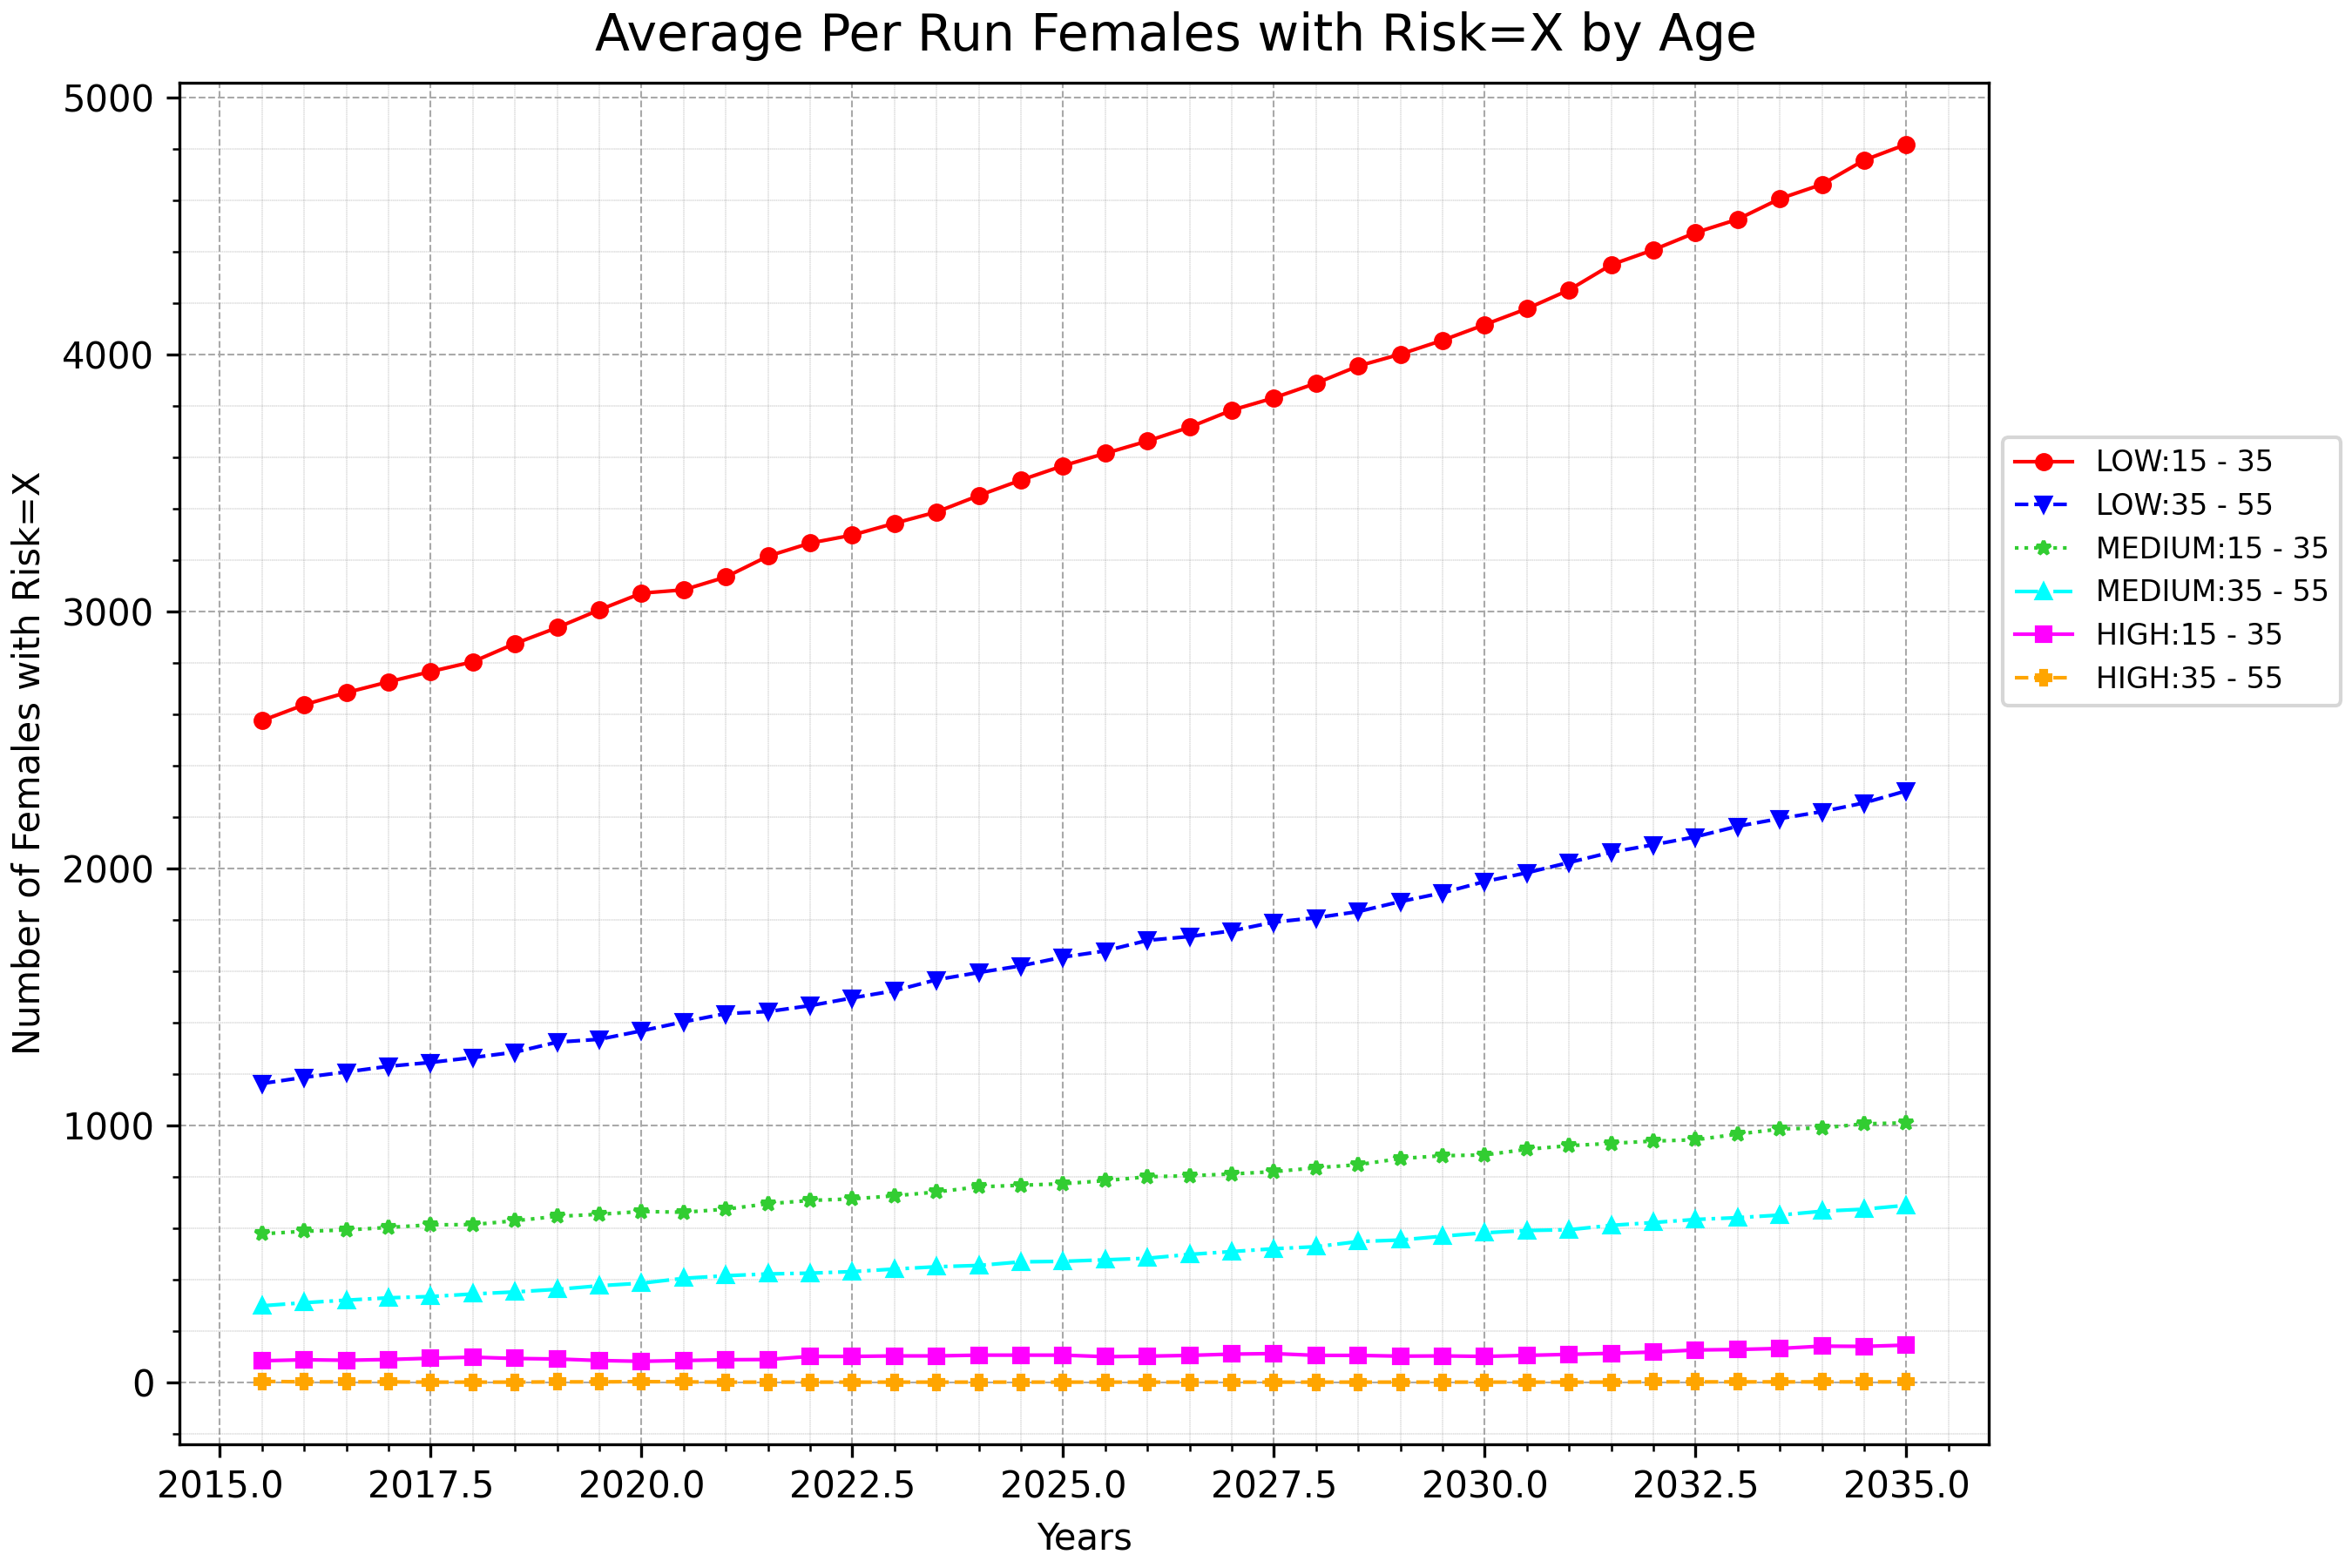 Average Per Run Females with Risk=X by Age
Number of Females with Risk=X
5000
4000
3000
2000
1000
0
2015.0 2017.5 2020.0 2022.5 2025.0 2027.5 2030.0 2032.5 2035.0
Years
LOW:15 - 35
LOW:35 - 55
MEDIUM:15 - 35
MEDIUM:35 - 55
HIGH:15 - 35
HIGH:35 - 55